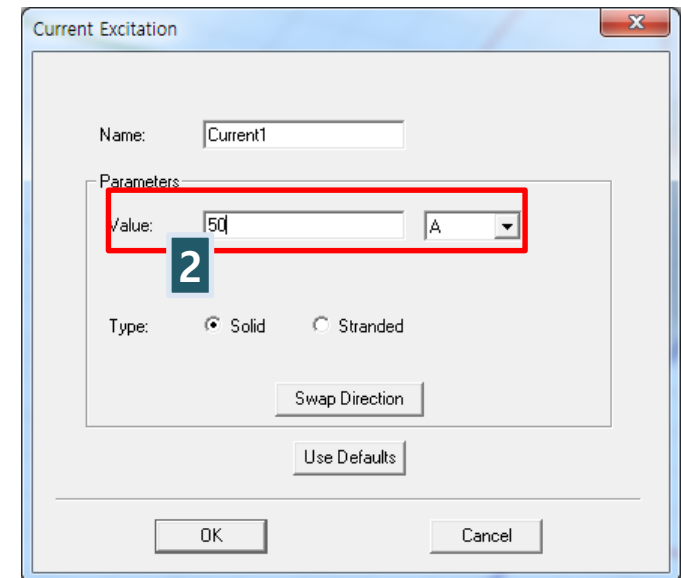 Current Excitation
Name: Current1
Parameters
Value: 50 A
2
Type: Solid Stranded
Swap Direction
Use Defaults
OK Cancel